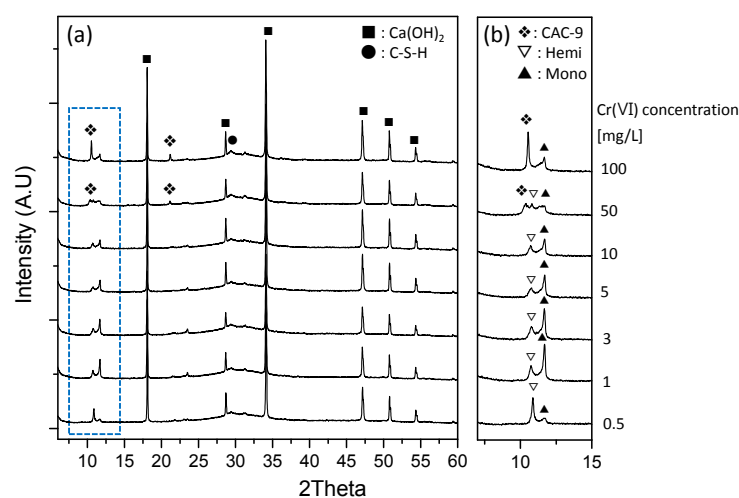 (a)
■ : Ca(OH)₂
● : C-S-H
(b)
❖ : CAC-9
▽ : Hemi
▲ : Mono
Cr(Ⅵ) concentration
[mg/L]
100
50
10
5
3
1
0.5
Intensity (A.U)
10 15 20 25 30 35 40 45 50 55 60
10 15
2Theta